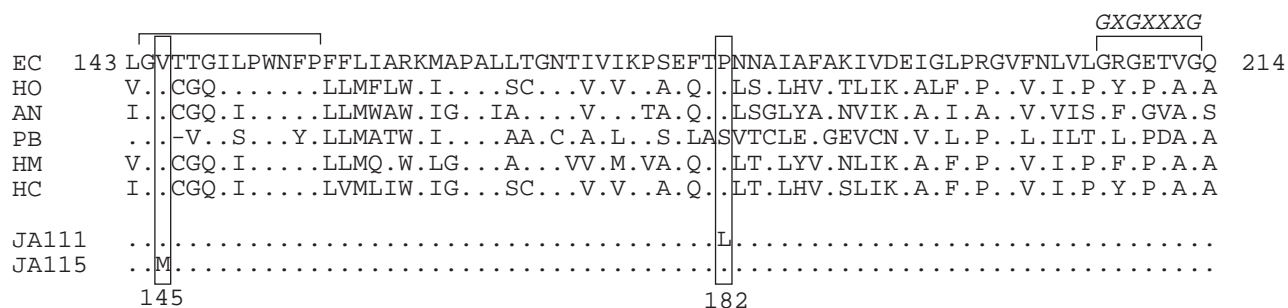 GXGXXXG
EC 143 LGVTTGILPWNFPFFLIARKMAPALLTGNTIVIKPSEFTPNNAIAFAKIVDEIGLPRGVFNLVLGRGETVGQ 214
HO V..CGQ.......LLMFLW.I....SC...V.V..A.Q..LS.LHV.TLIK.ALF.P..V.I.P.Y.P.A.A
AN I..CGQ.I.....LLMWAW.IG.IA.....V...TA.Q..LSGLYA.NVIK.A.I.A..V.VIS.F.GVA.S
PB ...-V..S...Y.LLMATW.I....AA.C.A.L..S.LASVTCLE.GEVCN.V.L.P..L.ILT.L.PDA.A
HM V..CGQ.I.....LLMQ.W.LG...A...VV.M.VA.Q..LT.LYV.NLIK.A.F.P..V.I.P.F.P.A.A
HC I..CGQ.I.....LVMLIW.IG...SC...V.V..A.Q..LT.LHV.SLIK.A.F.P..V.I.P.Y.P.A.A
JA111 .......................................L................................
JA115 ..M.....................................................................
145 182